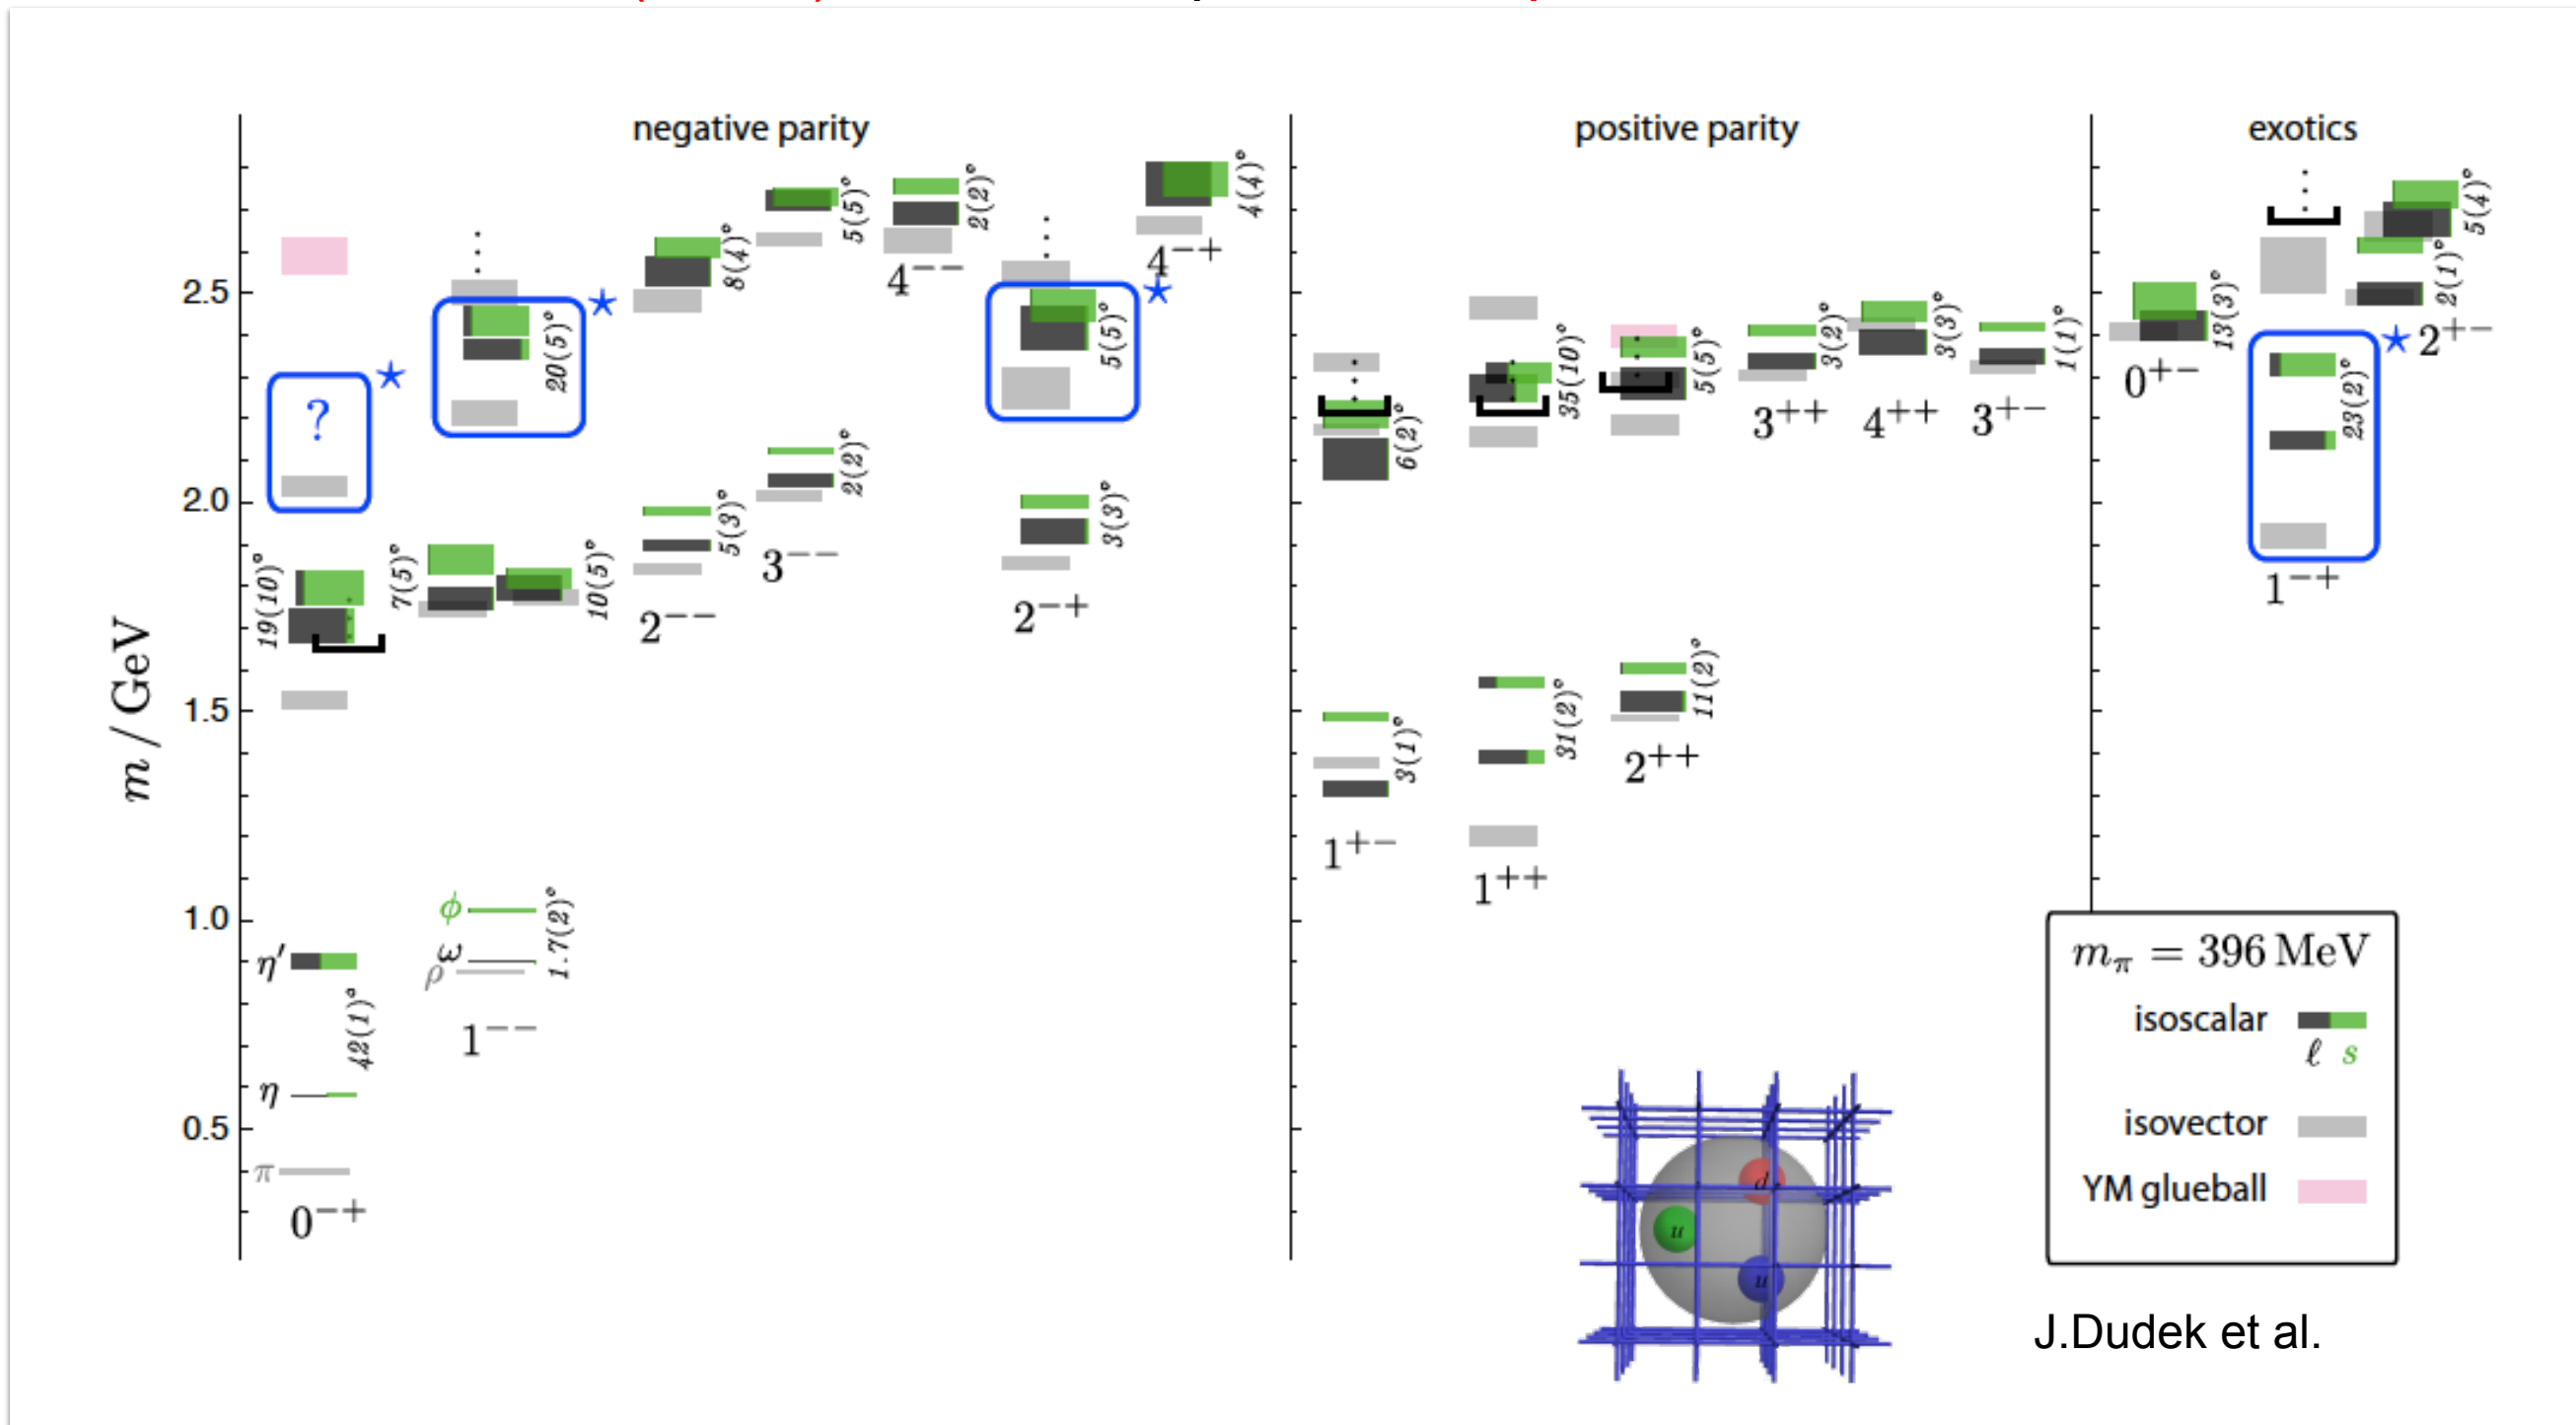 negative parity
positive parity
exotics
m / GeV
2.5
2.0
1.5
1.0
0.5
?
★
20(5)°
★
8(4)°
5(5)°
2(2)°
4⁻⁻
5(5)°
★
4(4)°
4⁻⁺
19(10)°
7(5)°
10(5)°
5(3)°
2⁻⁻
2(2)°
3⁻⁻
3(3)°
2⁻⁺
η′
42(1)°
η
π
0⁻⁺
ϕ
ω
ρ
1.7(2)°
1⁻⁻
6(2)°
35(10)°
5(5)°
3(2)°
3⁺⁺
3(3)°
4⁺⁺
1(1)°
3⁺⁻
3(1)°
1⁺⁻
31(2)°
1⁺⁺
11(2)°
2⁺⁺
13(3)°
0⁺⁻
5(4)°
2(1)°
2⁺⁻
★
23(2)°
1⁻⁺
mπ = 396 MeV
isoscalar
ℓ s
isovector
YM glueball
d
u
u
J.Dudek et al.